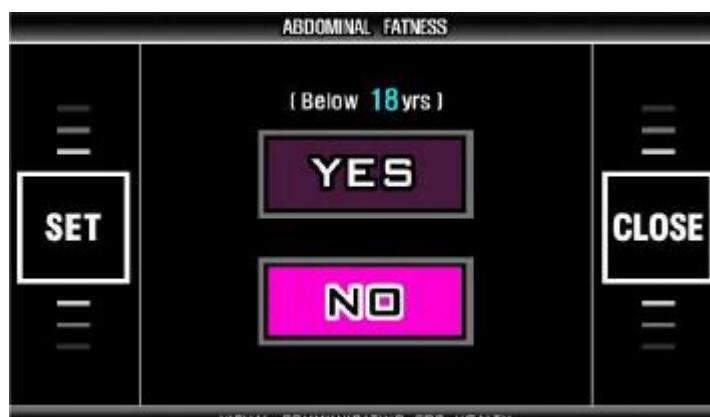 ABDOMINAL FATNESS
( Below 18 yrs )
YES
SET
CLOSE
NO